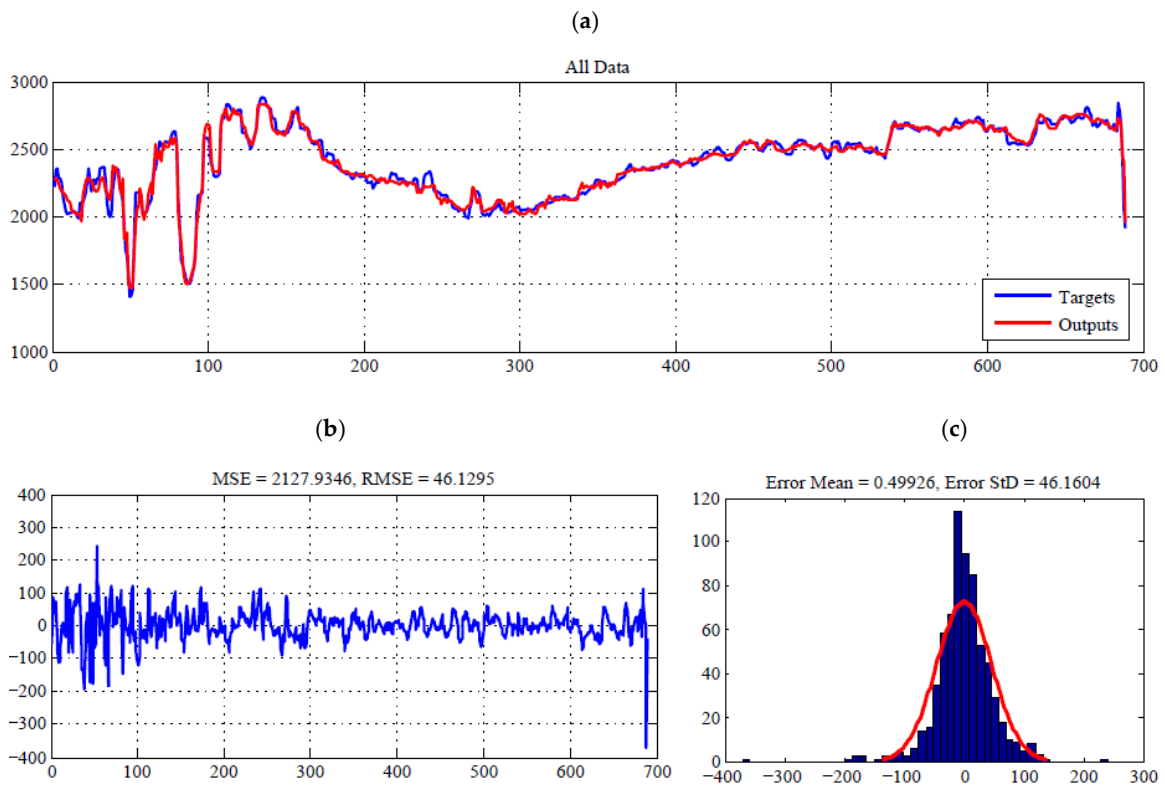 (a)
All Data
3000
2500
2000
1500
1000
Targets
Outputs
0 100 200 300 400 500 600 700
(b)
MSE = 2127.9346, RMSE = 46.1295
400
300
200
100
0
100
−200
−300
−400
0 100 200 300 400 500 600 700
(c)
Error Mean = 0.49926, Error StD = 46.1604
120
100
80
60
40
20
0
−400 −300 −200 −100 0 100 200 300